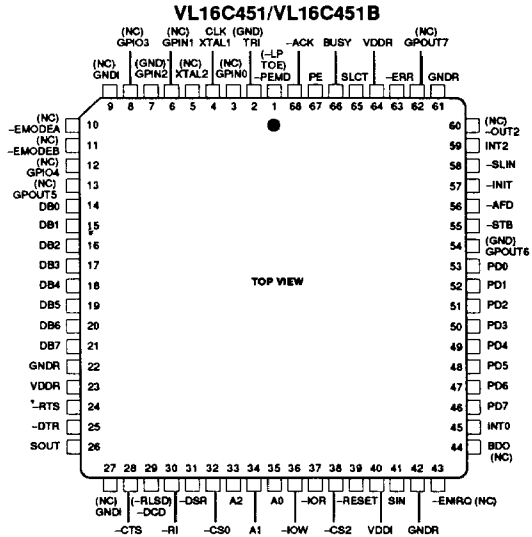 VL16C451/VL16C451B
(NC) GNDI
(NC) GPIO3
(GND) GPIN2
(NC) GPIN1
(NC) XTAL2
CLK XTAL1
(NC) GPIN0
(GND) TRI
(–LP TOE) –PEMD
–ACK
PE
BUSY
SLCT
VDDR
–ERR
(NC) GPOUT7
GNDR
9 8 7 6 5 4 3 2 1 68 67 66 65 64 63 62 61
(NC) –EMODEA 10
(NC) –EMODEB 11
(NC) GPIO4 12
(NC) GPOUT5 13
DB0 14
DB1 15
DB2 16
DB3 17
DB4 18
DB5 19
DB6 20
DB7 21
GNDR 22
VDDR 23
–RTS 24
–DTR 25
SOUT 26
TOP VIEW
60 (NC) –OUT2
59 INT2
58 –SLIN
57 –INIT
56 –AFD
55 –STB
54 (GND) GPOUT6
53 PD0
52 PD1
51 PD2
50 PD3
49 PD4
48 PD5
47 PD6
46 PD7
45 INT0
44 BDO (NC)
27 28 29 30 31 32 33 34 35 36 37 38 39 40 41 42 43
(NC) GNDI
–CTS
(–RLSD) –DCD
–RI
–DSR
–CS0
A2
A1
A0
–IOW
–IOR
–CS2
–RESET
VDDI
SIN
GNDR
–ENIRQ (NC)